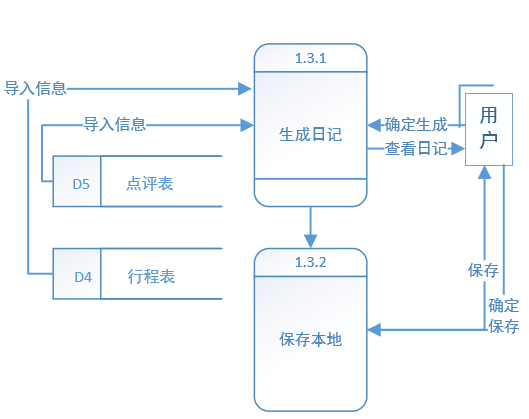 1.3.1
导入信息
导入信息
生成日记
确定生成
查看日记
用
户
D5
点评表
1.3.2
D4
行程表
保存
保存本地
确定
保存